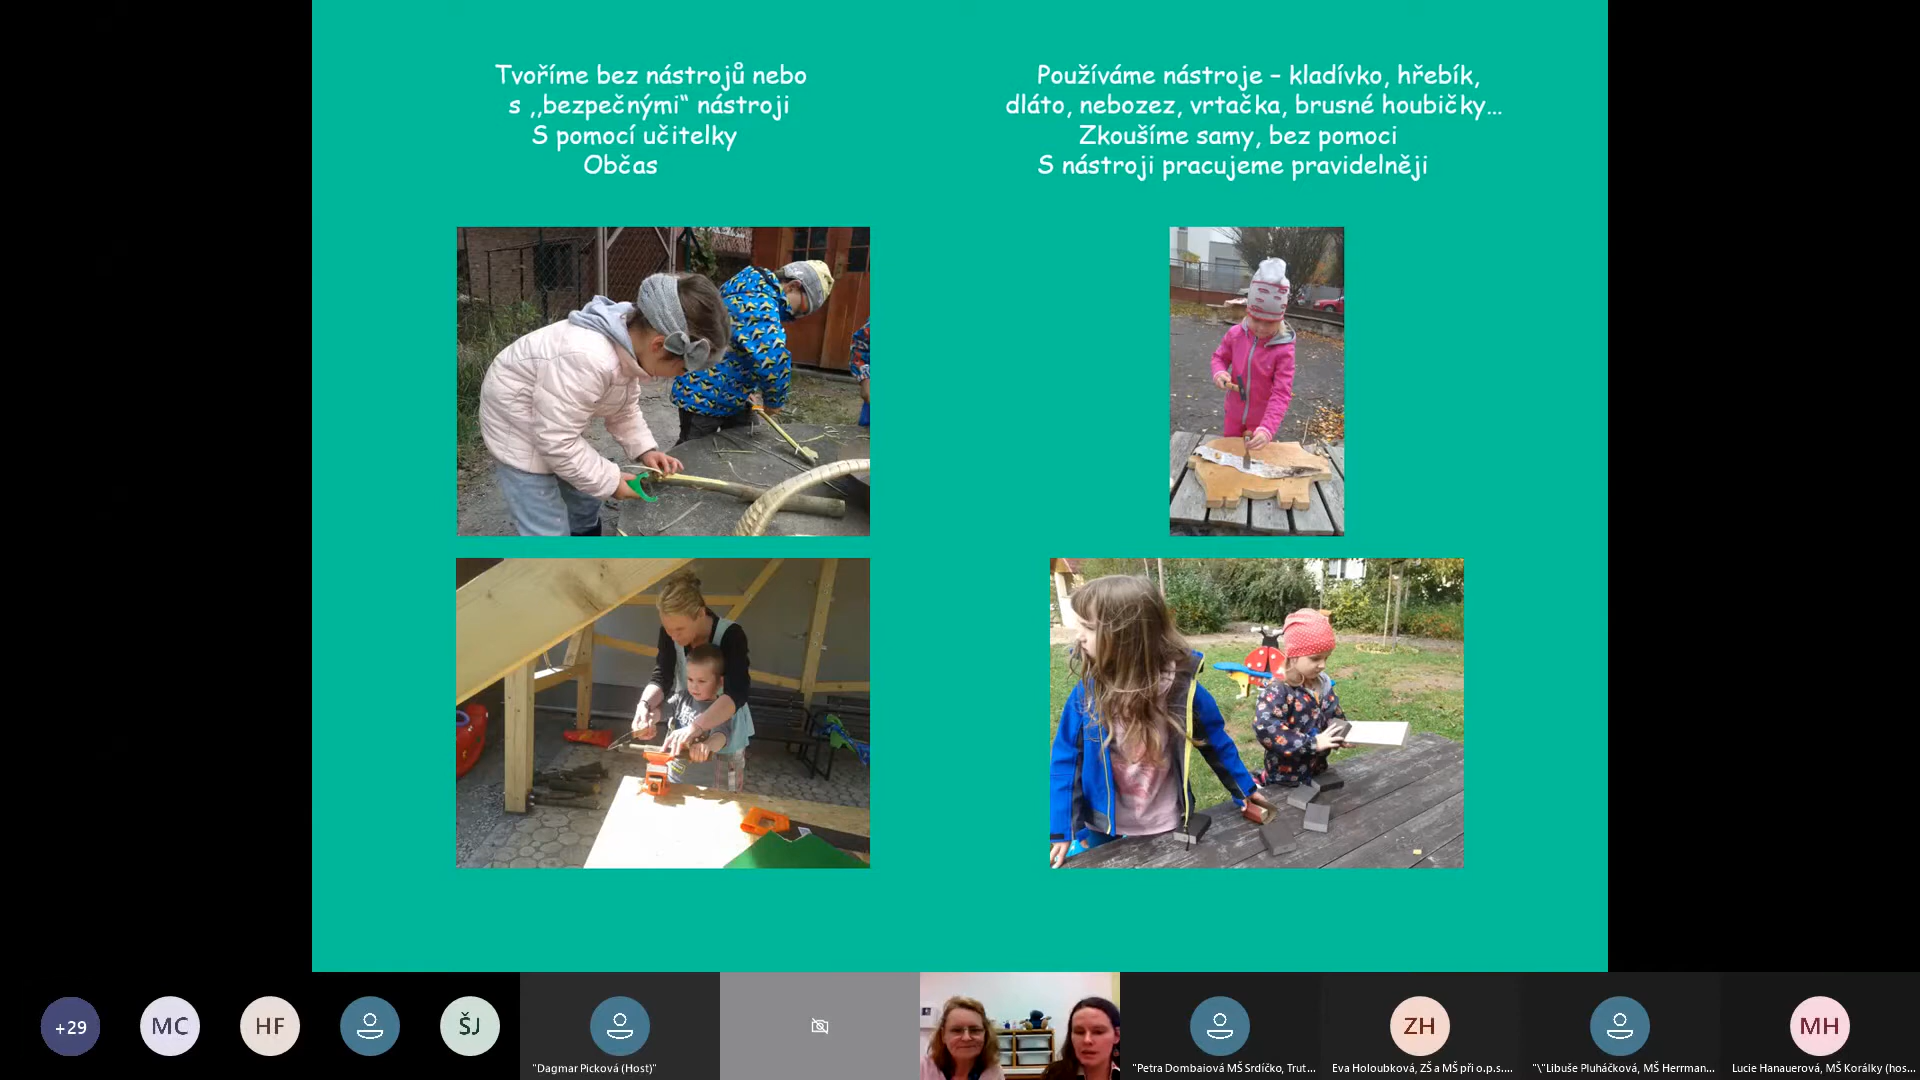 Tvoříme bez nástrojů nebo
s ,,bezpečnými“ nástroji
S pomocí učitelky
Občas
Používáme nástroje – kladívko, hřebík,
dláto, nebozez, vrtačka, brusné houbičky...
Zkoušíme samy, bez pomoci
S nástroji pracujeme pravidelněji
+29
MC
HF
ŠJ
"Dagmar Picková (Host)"
"Petra Dombaiová MŠ Srdíčko, Trut...
ZH
Eva Holoubková, ZŠ a MŠ při o.p.s....
"\"Libuše Pluháčková, MŠ Herrman...
MH
Lucie Hanauerová, MŠ Korálky (hos...